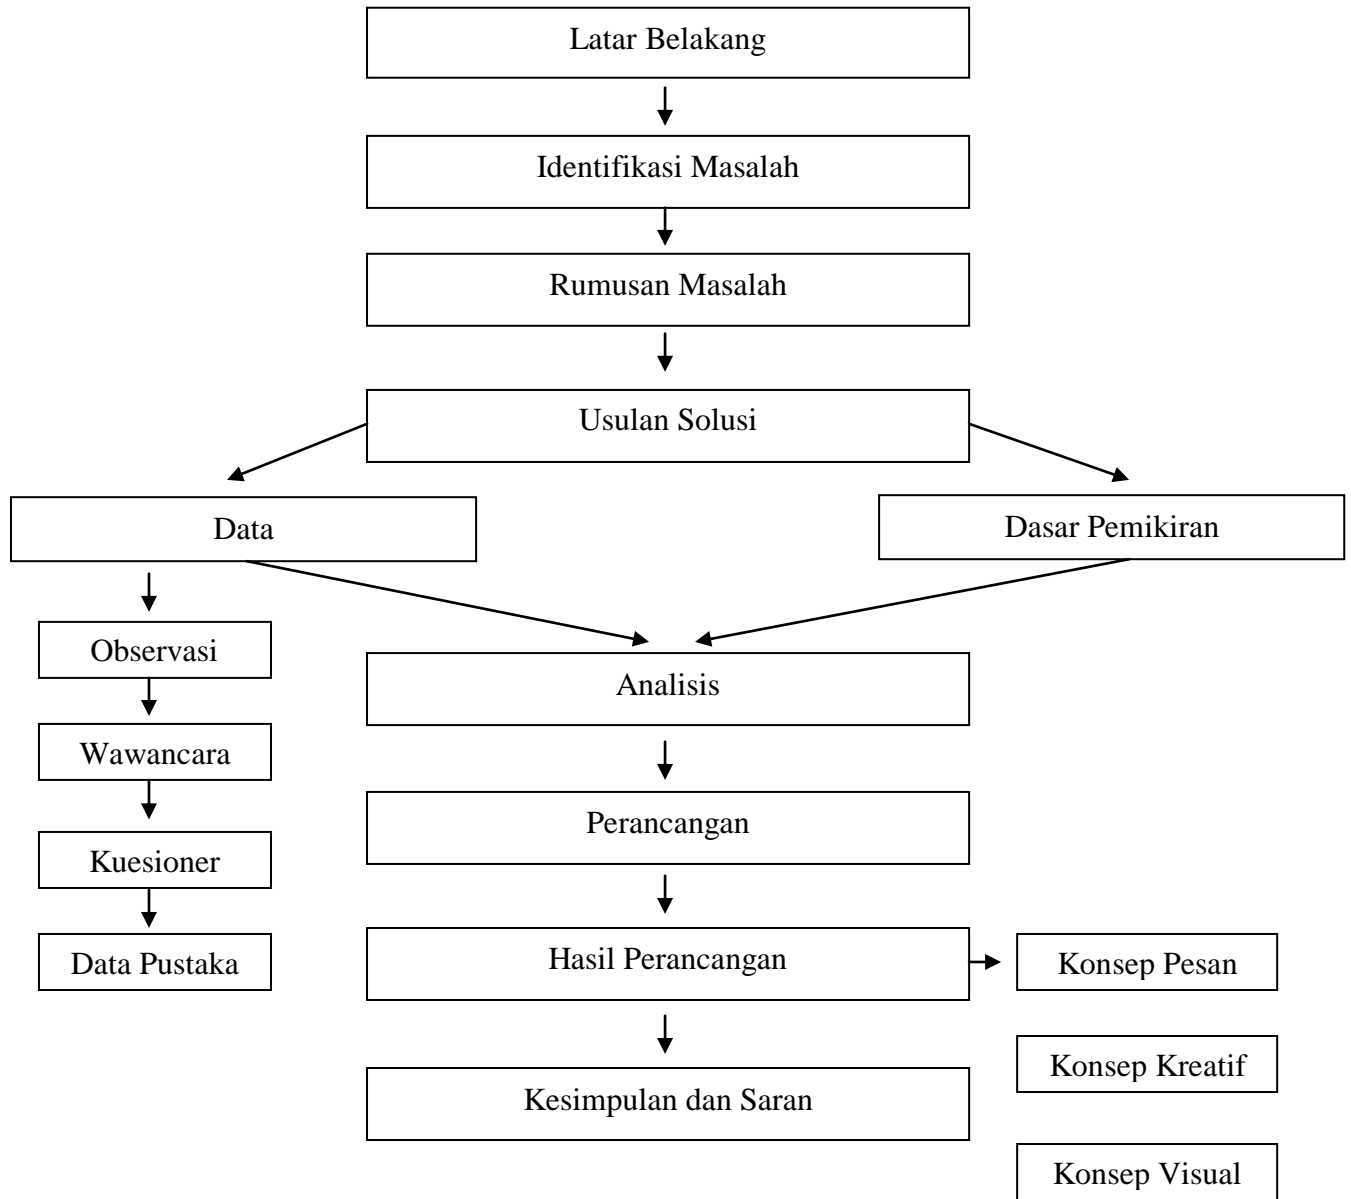 Latar Belakang
Identifikasi Masalah
Rumusan Masalah
Usulan Solusi
Data
Dasar Pemikiran
Observasi
Analisis
Wawancara
Perancangan
Kuesioner
Hasil Perancangan
Data Pustaka
Konsep Pesan
Konsep Kreatif
Kesimpulan dan Saran
Konsep Visual